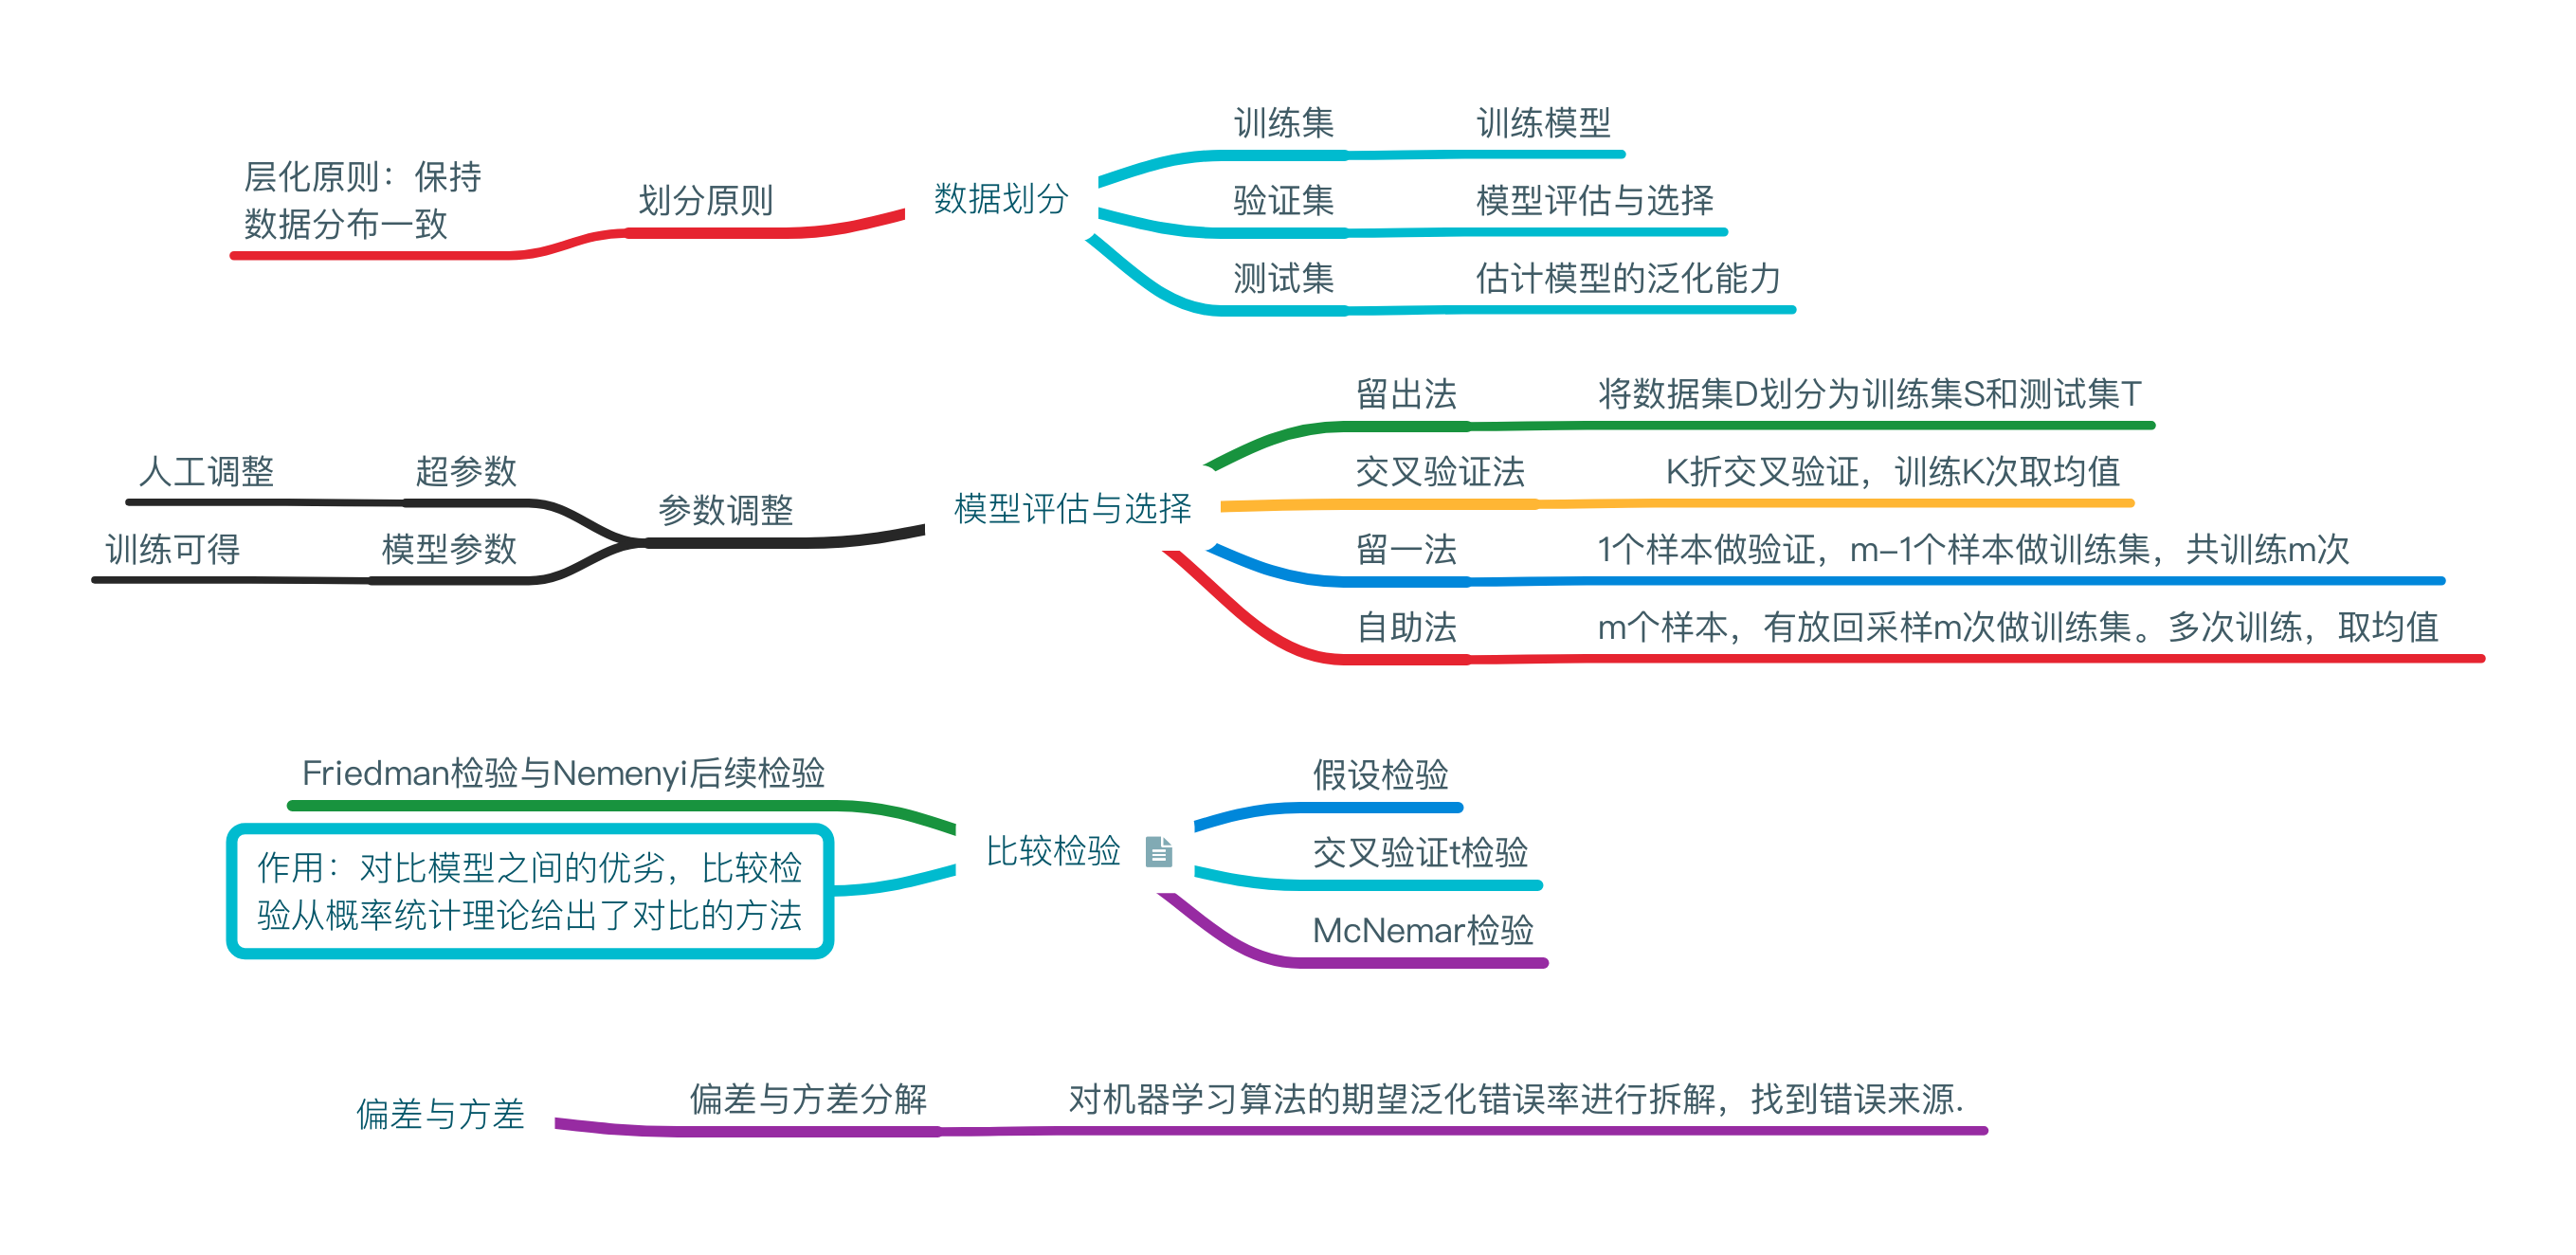 数据划分
训练集
训练模型
验证集
模型评估与选择
测试集
估计模型的泛化能力
划分原则
层化原则：保持
数据分布一致
模型评估与选择
留出法
将数据集D划分为训练集S和测试集T
交叉验证法
K折交叉验证，训练K次取均值
留一法
1个样本做验证，m-1个样本做训练集，共训练m次
自助法
m个样本，有放回采样m次做训练集。多次训练，取均值
参数调整
超参数
人工调整
模型参数
训练可得
比较检验
假设检验
交叉验证t检验
McNemar检验
Friedman检验与Nemenyi后续检验
作用：对比模型之间的优劣，比较检
验从概率统计理论给出了对比的方法
偏差与方差
偏差与方差分解
对机器学习算法的期望泛化错误率进行拆解，找到错误来源.